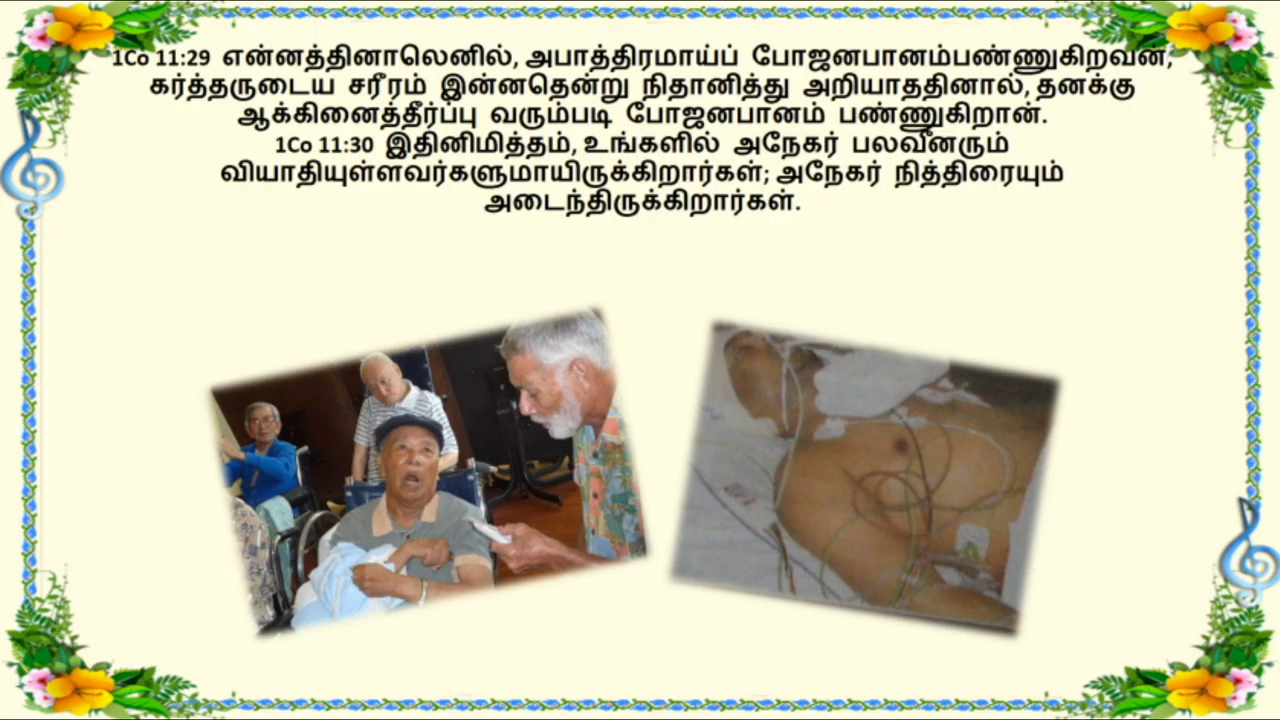 1Co 11:29 என்னத்தினாலெனில், அபாத்திரமாய்ப் போஜனபானம்பண்ணுகிறவன்,
கர்த்தருடைய சரீரம் இன்னதென்று நிதானித்து அறியாததினால், தனக்கு
ஆக்கினைத்தீர்ப்பு வரும்படி போஜனபானம் பண்ணுகிறான்.
1Co 11:30 இதினிமித்தம், உங்களில் அநேகர் பலவீனரும்
வியாதியுள்ளவர்களுமாயிருக்கிறார்கள்; அநேகர் நித்திரையும்
அடைந்திருக்கிறார்கள்.